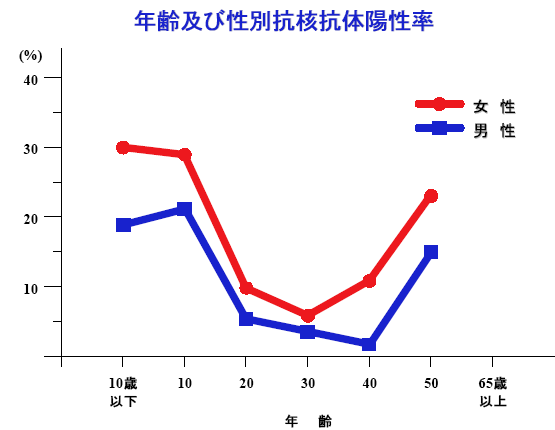 年齢及び性別抗核抗体陽性率
(%)
40
30
20
10
女 性
男 性
10歳以下
10
20
30
40
50
65歳以上
年 齢